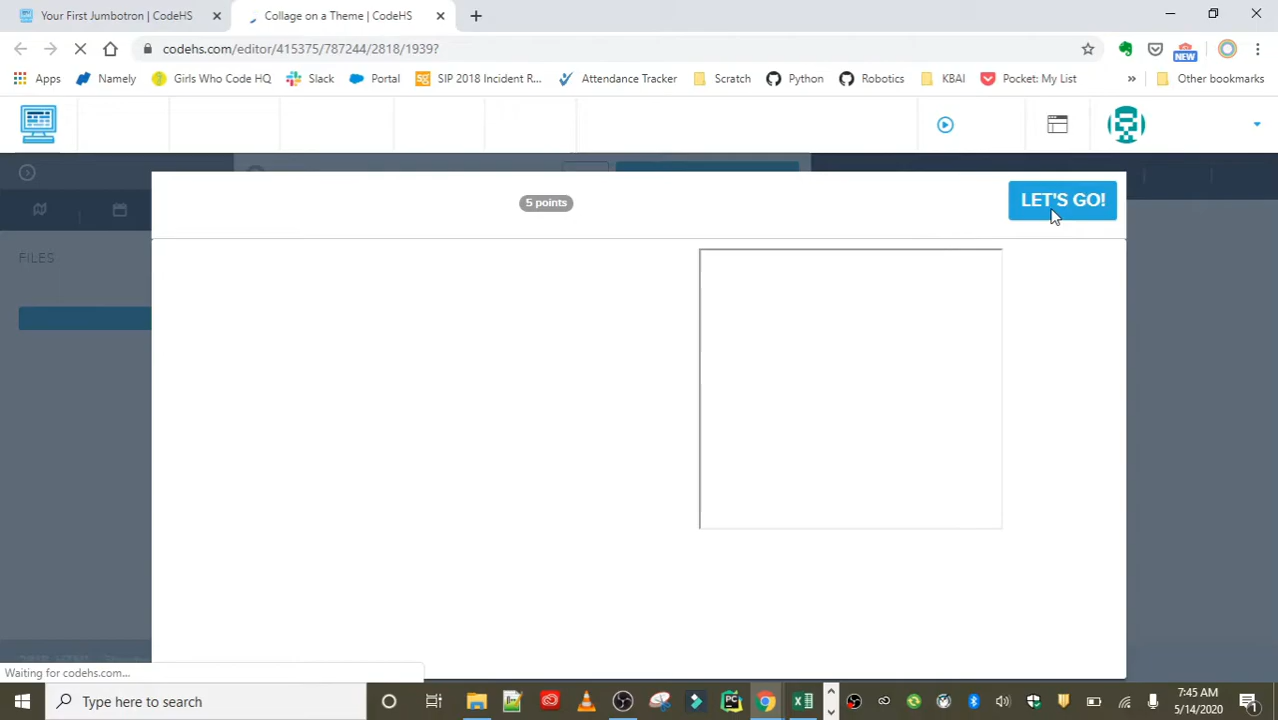 Your First Jumbotron | CodeHS
Collage on a Theme | CodeHS
codehs.com/editor/415375/787244/2818/1939?
NEW
Apps
Namely
Girls Who Code HQ
Slack
Portal
SIP 2018 Incident R...
Attendance Tracker
Scratch
Python
Robotics
KBAI
Pocket: My List
»
Other bookmarks
5 points
LET'S GO!
FILES
Waiting for codehs.com...
Type here to search
7:45 AM
5/14/2020